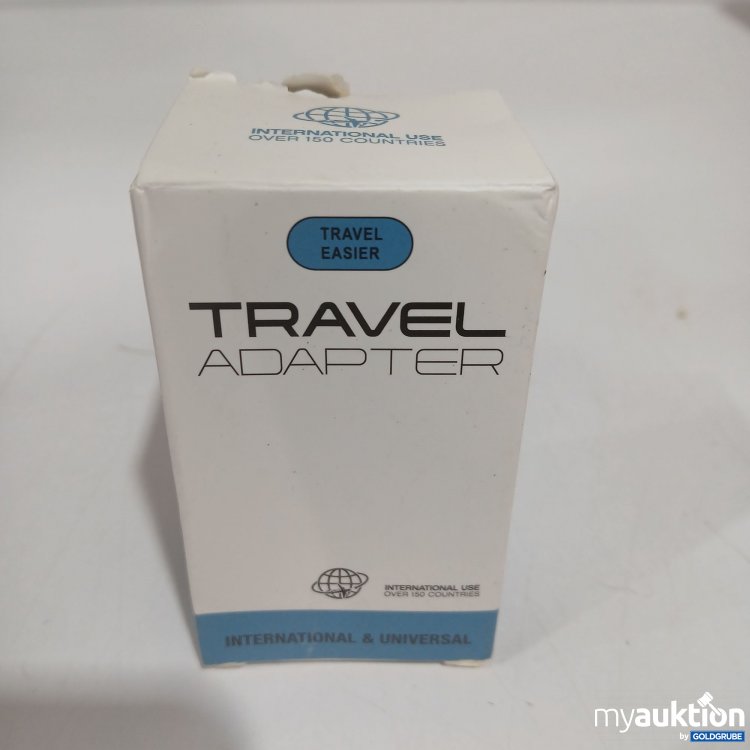 INTERNATIONAL USE
OVER 150 COUNTRIES
TRAVEL
EASIER
TRAVEL
ADAPTER
INTERNATIONAL USE
OVER 150 COUNTRIES
INTERNATIONAL & UNIVERSAL
myauktion
by GOLDGRUBE